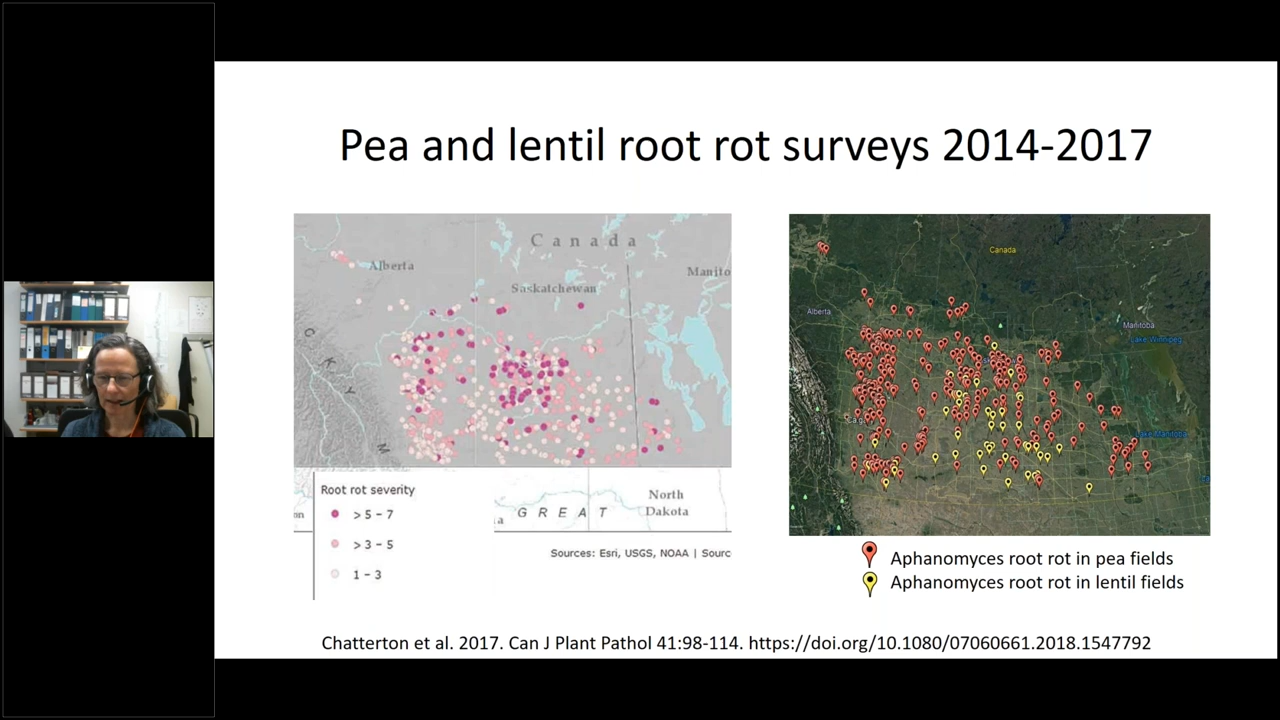 Pea and lentil root rot surveys 2014-2017
Canada
Alberta
Manito
Saskatchewan
C K Y
M
Root rot severity
> 5 – 7
> 3 – 5
1 – 3
North
Dakota
GREAT
Sources: Esri, USGS, NOAA | Sourc
Canada
Alberta
Manitoba
Lake Winnipeg
Lake Manitoba
Aphanomyces root rot in pea fields
Aphanomyces root rot in lentil fields
Chatterton et al. 2017. Can J Plant Pathol 41:98-114. https://doi.org/10.1080/07060661.2018.1547792